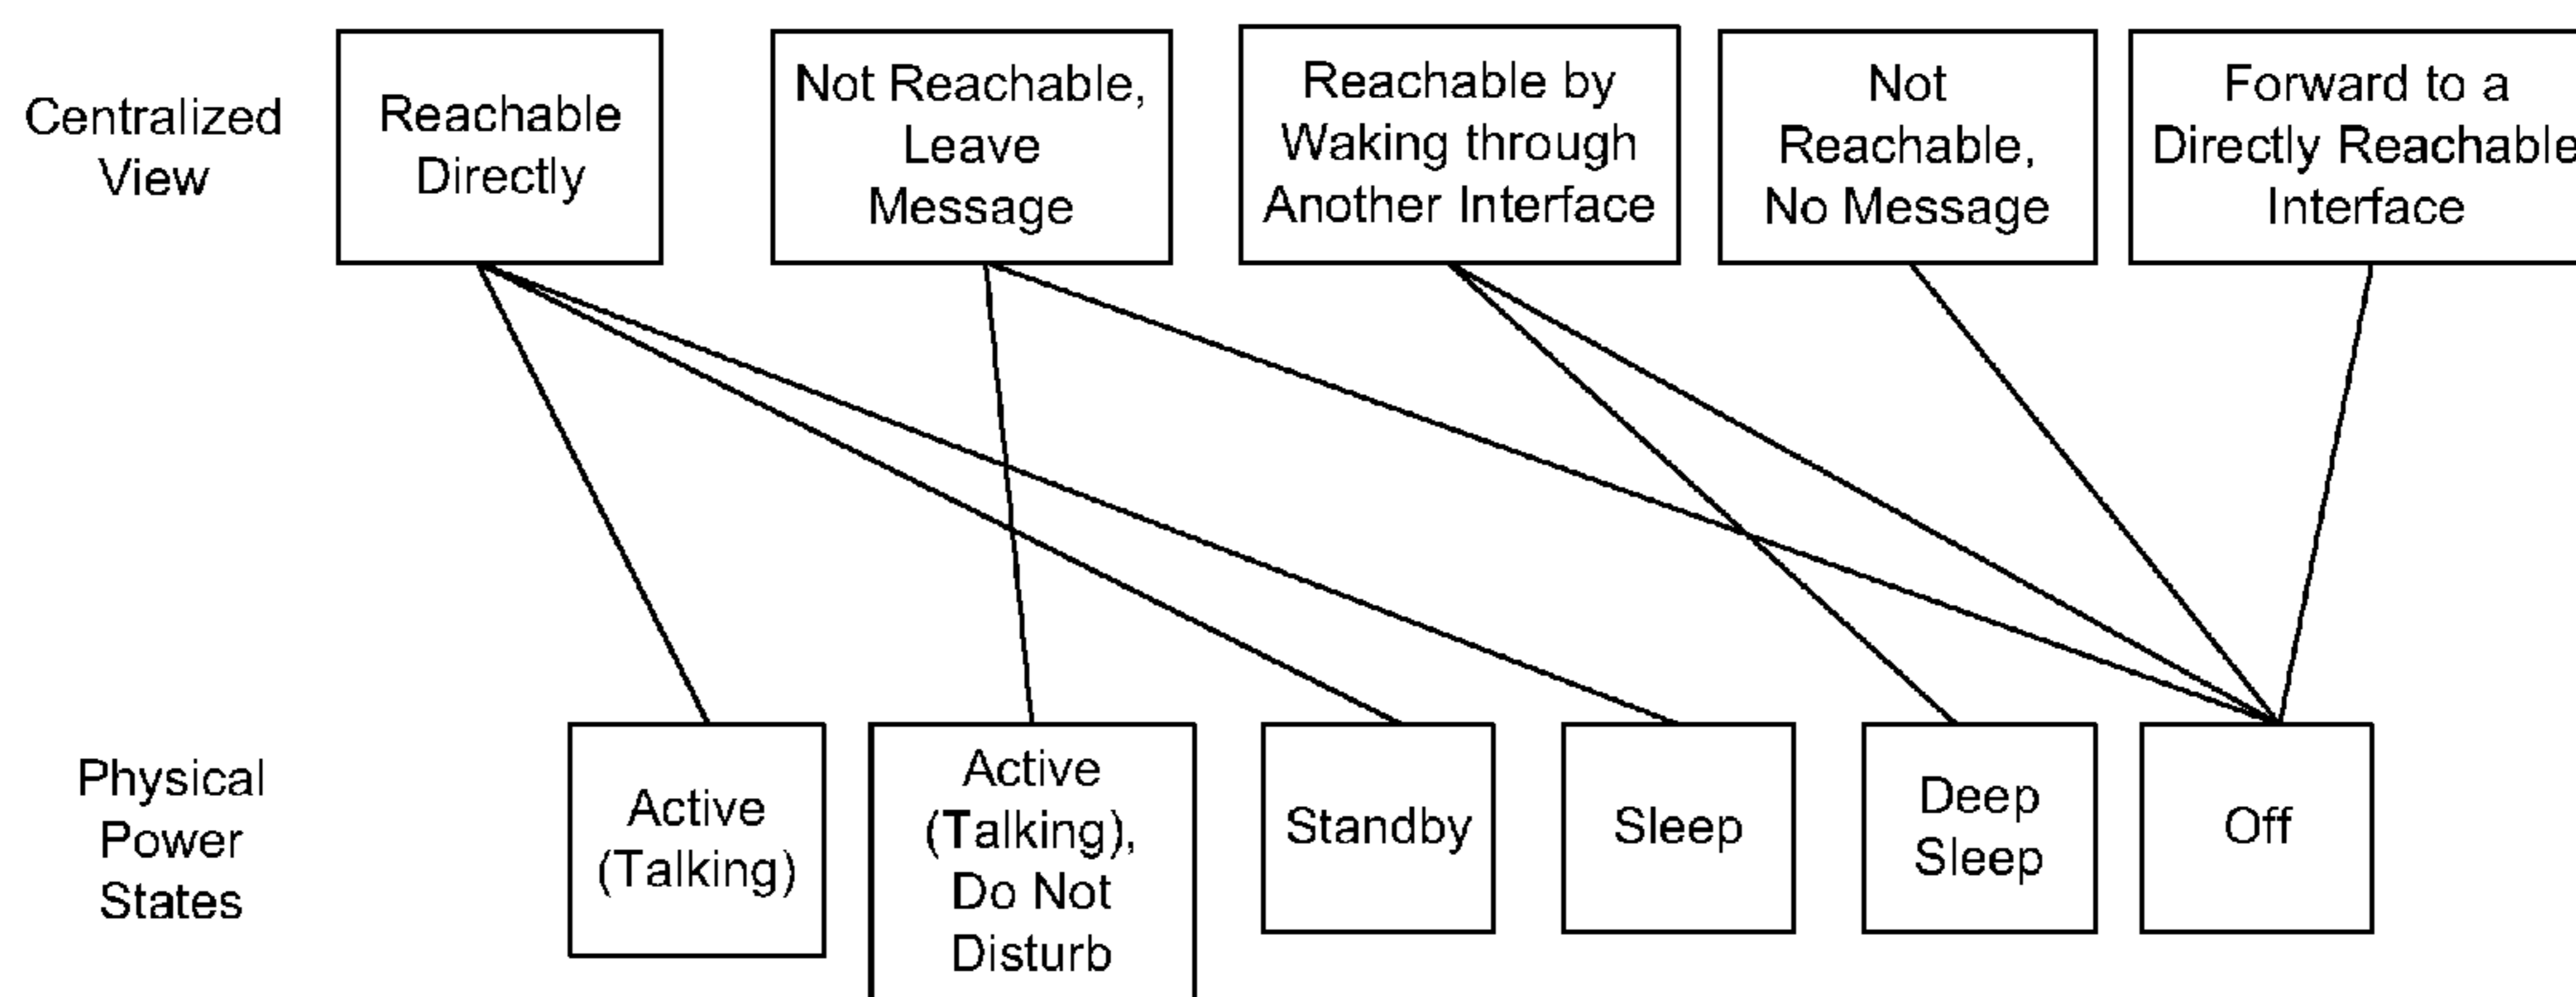 Centralized
View
Reachable
Directly
Not Reachable,
Leave
Message
Reachable by
Waking through
Another Interface
Not
Reachable,
No Message
Forward to a
Directly Reachable
Interface
Physical
Power
States
Active
(Talking)
Active
(Talking),
Do Not
Disturb
Standby
Sleep
Deep
Sleep
Off